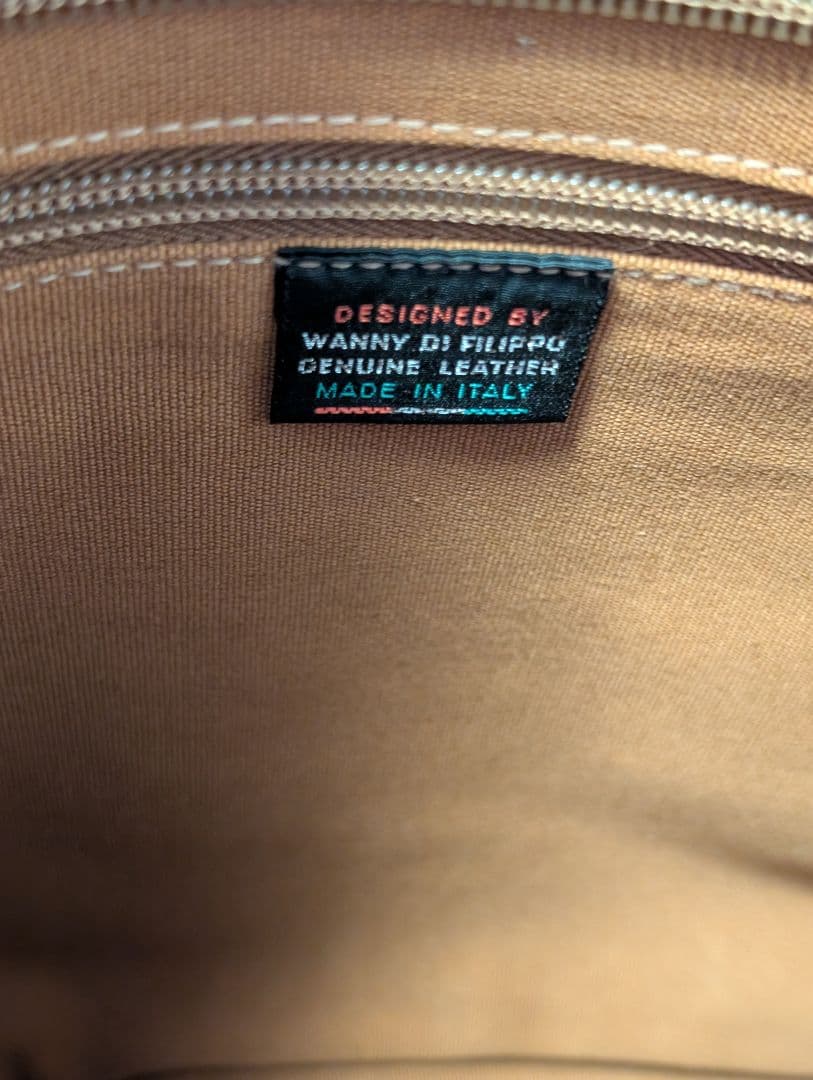 DESIGNED BY
WANNY DI FILIPPO
GENUINE LEATHER
MADE IN ITALY